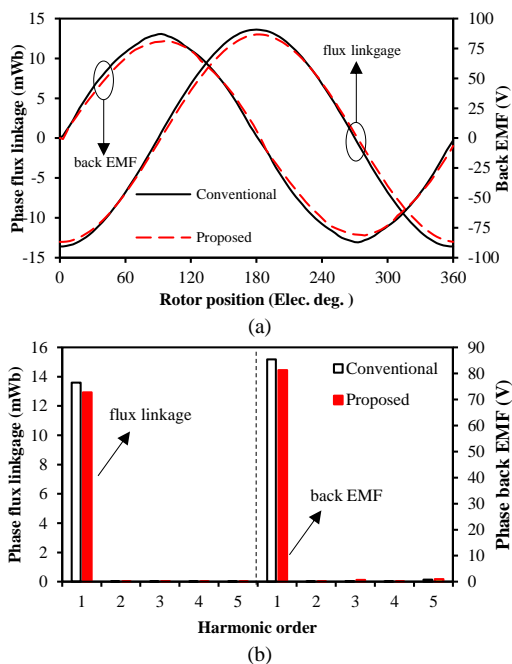 15 100
10 75
5 50
0 25
-5 0
-10 -25
-15 -50
-75
-100
Phase flux linkage (mWb)
Back EMF (V)
flux linkgage
back EMF
Conventional
Proposed
0 60 120 180 240 300 360
Rotor position (Elec. deg. )
(a)
16 90
14 80
12 70
10 60
8 50
6 40
4 30
2 20
0 10
0
Phase flux linkgage (mWb)
Phase back EMF (V)
Conventional
Proposed
flux linkage
back EMF
1 2 3 4 5 1 2 3 4 5
Harmonic order
(b)